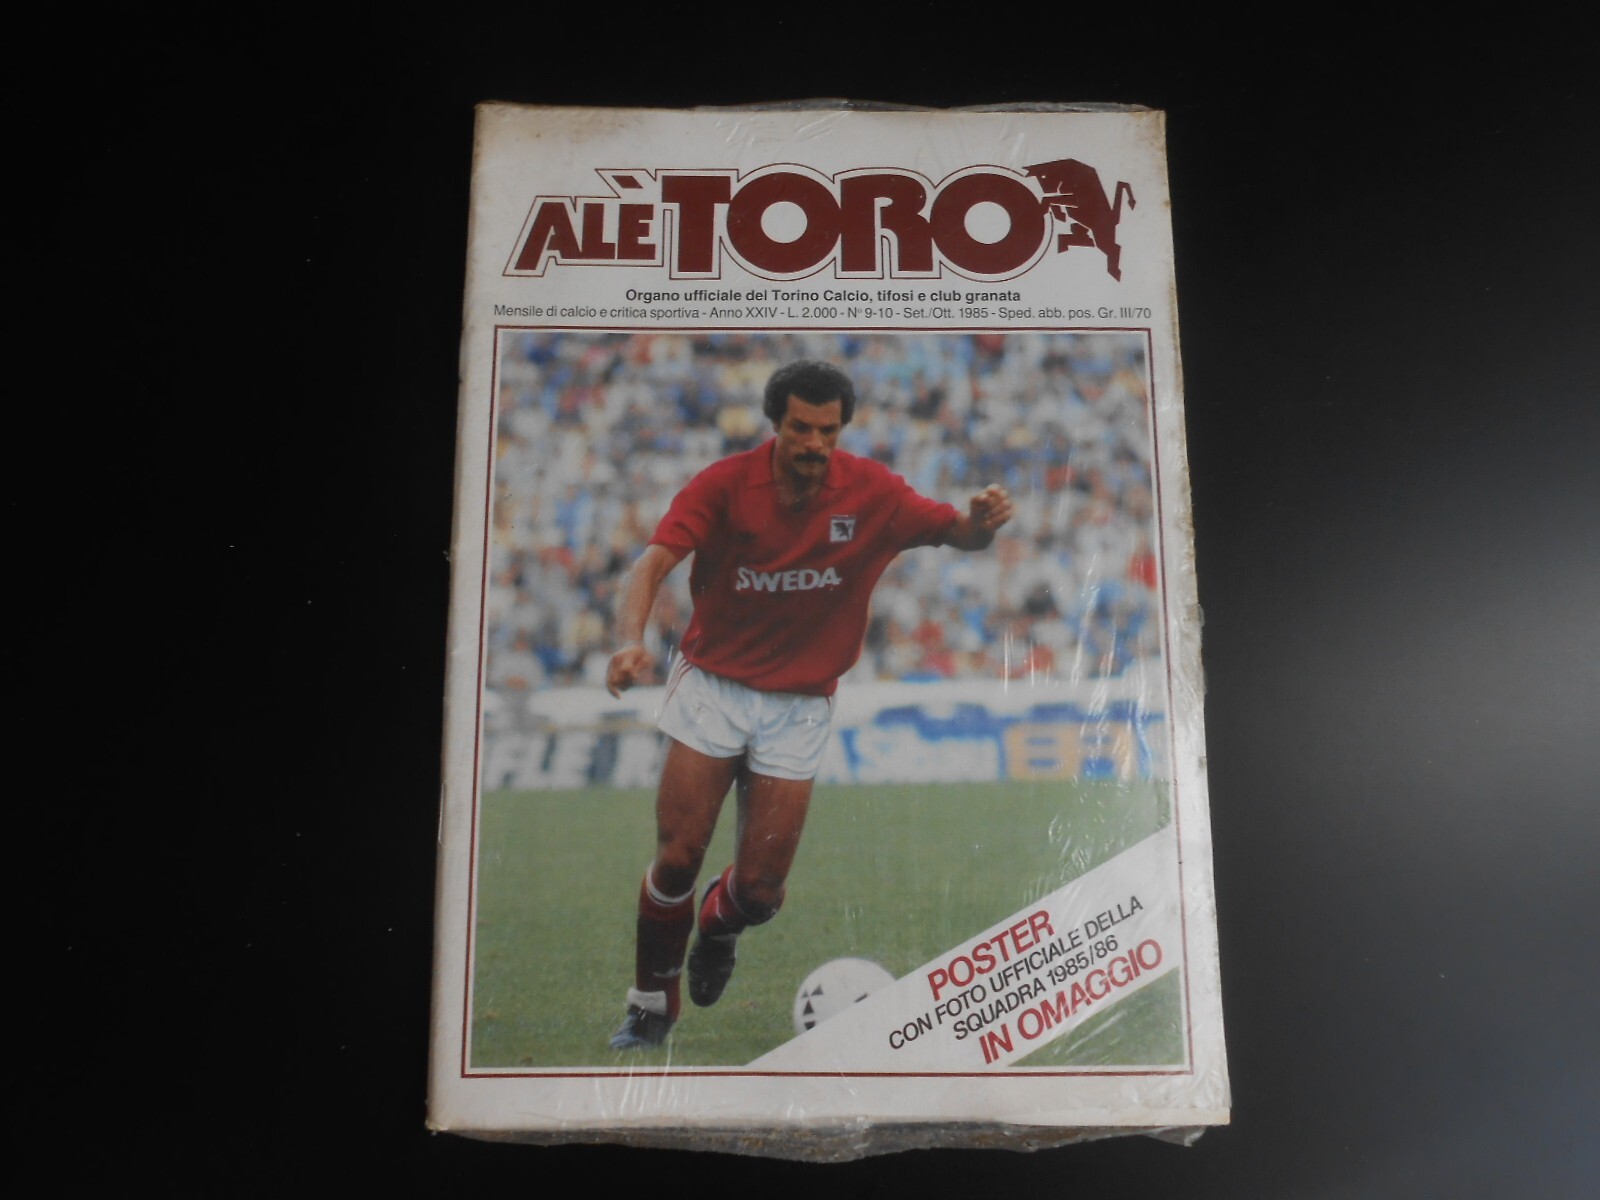 ALÈ TORO
Organo ufficiale del Torino Calcio, tifosi e club granata
Mensile di calcio e critica sportiva - Anno XXIV - L. 2.000 - N° 9-10 - Set./Ott. 1985 - Sped. abb. pos. Gr. III/70
SWEDA
POSTER
CON FOTO UFFICIALE DELLA
SQUADRA 1985/86
IN OMAGGIO